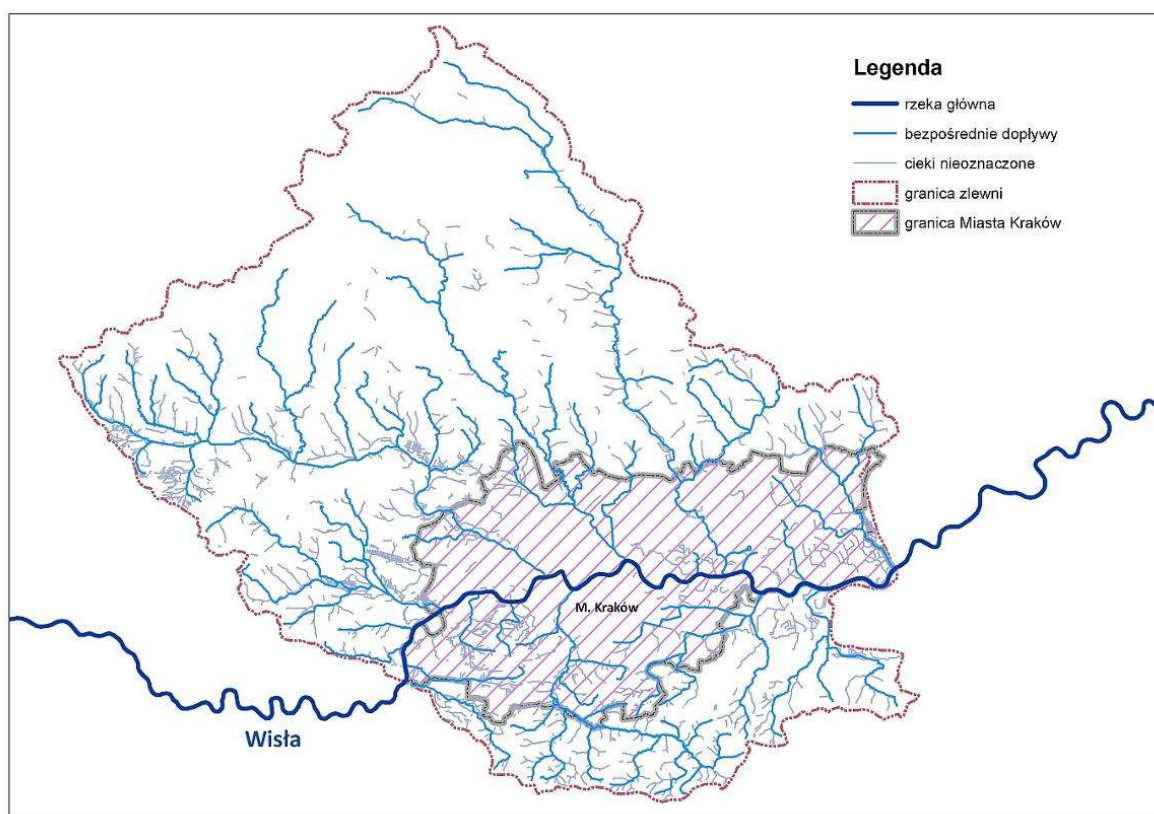 Legenda
rzeka główna
bezpośrednie dopływy
cieki nieoznaczone
granica zlewni
granica Miasta Kraków
M. Kraków
Wisła